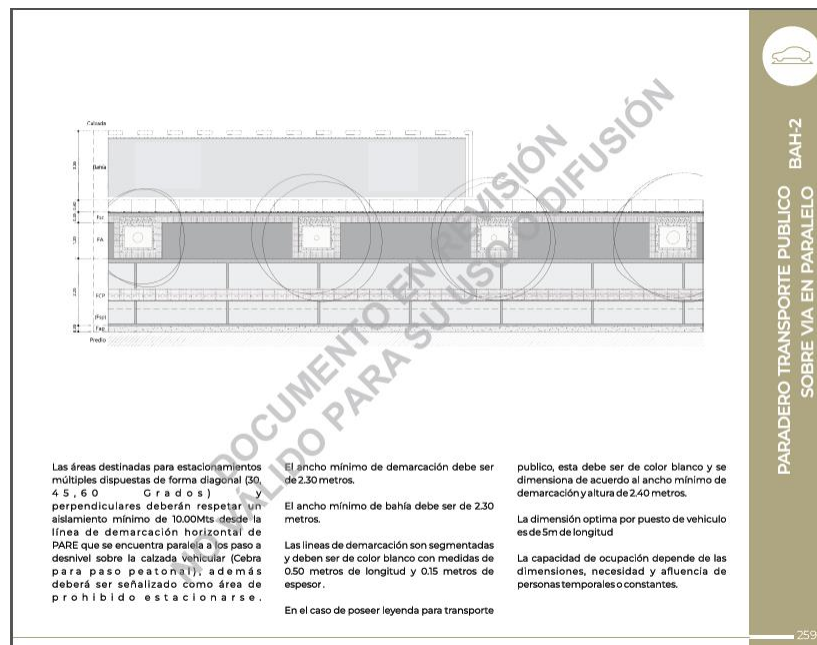 Calzada
Bahía
Fsr
FA
FCP
Fap
Predio
DOCUMENTO EN REVISIÓN
NO VÁLIDO PARA SU USO O DIFUSIÓN
Las áreas destinadas para estacionamientos
múltiples dispuestas de forma diagonal (30,
45,60 Grados) y
perpendiculares deberán respetar un
aislamiento mínimo de 10.00Mts desde la
línea de demarcación horizontal de
PARE que se encuentra paralela los paso a
desnivel sobre la calzada vehicular (Cebra
para paso peatonal), además
deberá ser señalizado como área de
prohibido estacionarse.
El ancho mínimo de demarcación debe ser
de 2.30 metros.
El ancho mínimo de bahía debe ser de 2.30
metros.
Las lineas de demarcación son segmentadas
y deben ser de color blanco con medidas de
0.50 metros de longitud y 0.15 metros de
espesor.
En el caso de poseer leyenda para transporte
publico, esta debe ser de color blanco y se
dimensiona de acuerdo al ancho mínimo de
demarcación y altura de 2.40 metros.
La dimensión optima por puesto de vehiculo
es de 5m de longitud
La capacidad de ocupación depende de las
dimensiones, necesidad y afluencia de
personas temporales o constantes.
PARADERO TRANSPORTE PUBLICO BAH-2
SOBRE VIA EN PARALELO
259